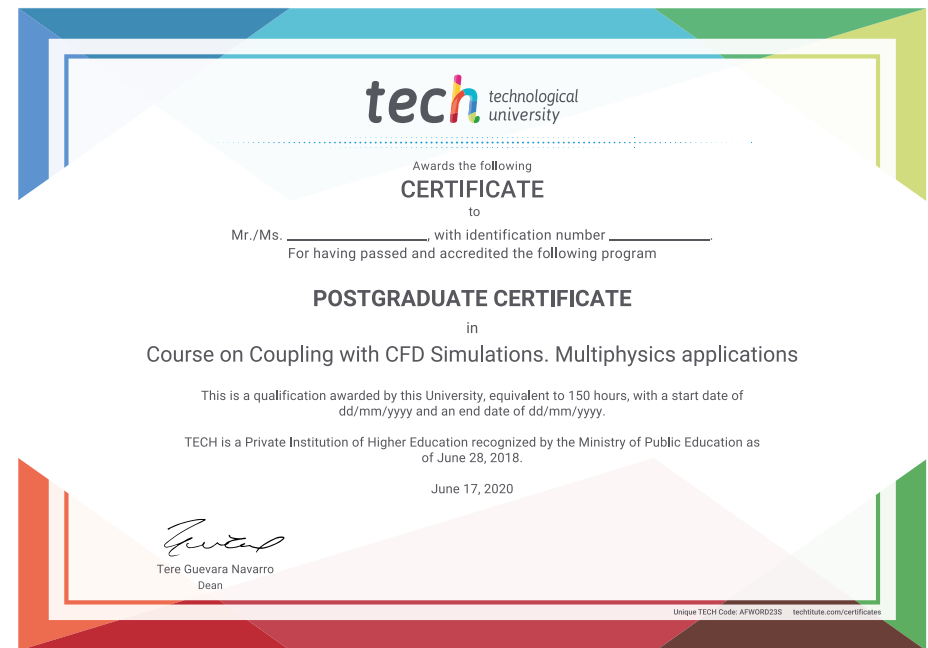 tech technological
university
Awards the following
CERTIFICATE
to
Mr./Ms. ____________________, with identification number ______________.
For having passed and accredited the following program
POSTGRADUATE CERTIFICATE
in
Course on Coupling with CFD Simulations. Multiphysics applications
This is a qualification awarded by this University, equivalent to 150 hours, with a start date of
dd/mm/yyyy and an end date of dd/mm/yyyy.
TECH is a Private Institution of Higher Education recognized by the Ministry of Public Education as
of June 28, 2018.
June 17, 2020
Tere Guevara Navarro
Dean
Unique TECH Code: AFWORD23S techtitute.com/certificates